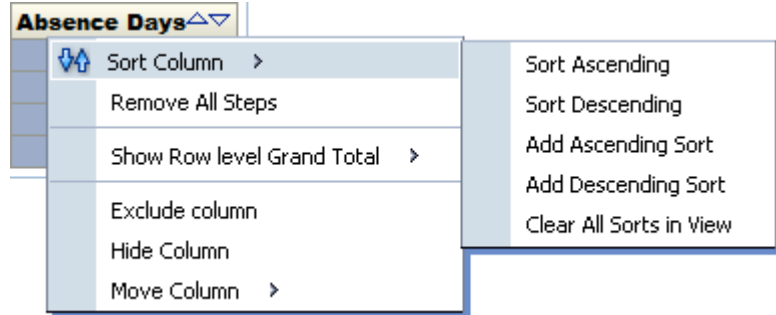 Absence Days
Sort Column
Remove All Steps
Show Row level Grand Total
Exclude column
Hide Column
Move Column
Sort Ascending
Sort Descending
Add Ascending Sort
Add Descending Sort
Clear All Sorts in View